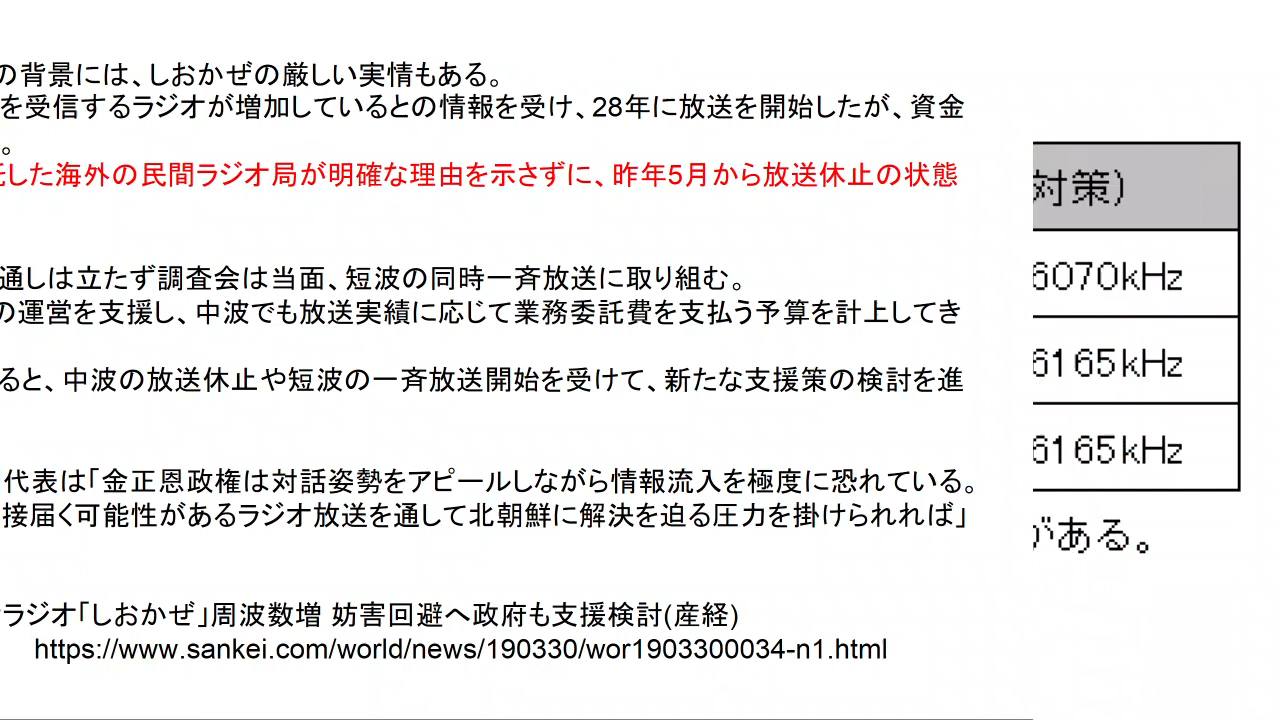 の背景には、しおかぜの厳しい実情もある。
を受信するラジオが増加しているとの情報を受け、28年に放送を開始したが、資金
。
託した海外の民間ラジオ局が明確な理由を示さずに、昨年5月から放送休止の状態
通しは立たず調査会は当面、短波の同時一斉放送に取り組む。
の運営を支援し、中波でも放送実績に応じて業務委託費を支払う予算を計上してき
ると、中波の放送休止や短波の一斉放送開始を受けて、新たな支援策の検討を進
代表は「金正恩政権は対話姿勢をアピールしながら情報流入を極度に恐れている。
接届く可能性があるラジオ放送を通して北朝鮮に解決を迫る圧力を掛けられれば」
ラジオ「しおかぜ」周波数増 妨害回避へ政府も支援検討(産経)
https://www.sankei.com/world/news/190330/wor1903300034-n1.html
対策)
6070kHz
6165kHz
6165kHz
がある。